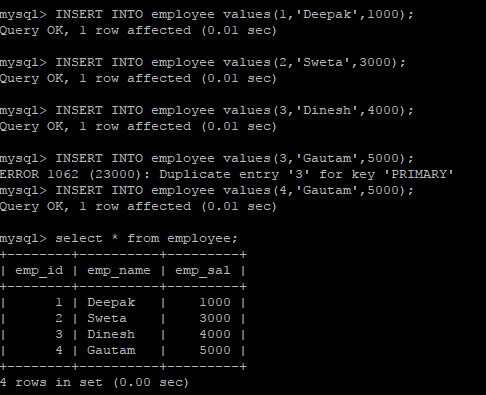 mysql> INSERT INTO employee values(1,'Deepak',1000);
Query OK, 1 row affected (0.01 sec)
mysql> INSERT INTO employee values(2,'Sweta',3000);
Query OK, 1 row affected (0.01 sec)
mysql> INSERT INTO employee values(3,'Dinesh',4000);
Query OK, 1 row affected (0.01 sec)
mysql> INSERT INTO employee values(3,'Gautam',5000);
ERROR 1062 (23000): Duplicate entry '3' for key 'PRIMARY'
mysql> INSERT INTO employee values(4,'Gautam',5000);
Query OK, 1 row affected (0.01 sec)
mysql> select * from employee;
+--------+----------+---------+
| emp_id | emp_name | emp_sal |
+--------+----------+---------+
|      1 | Deepak   |    1000 |
|      2 | Sweta    |    3000 |
|      3 | Dinesh   |    4000 |
|      4 | Gautam   |    5000 |
+--------+----------+---------+
4 rows in set (0.00 sec)